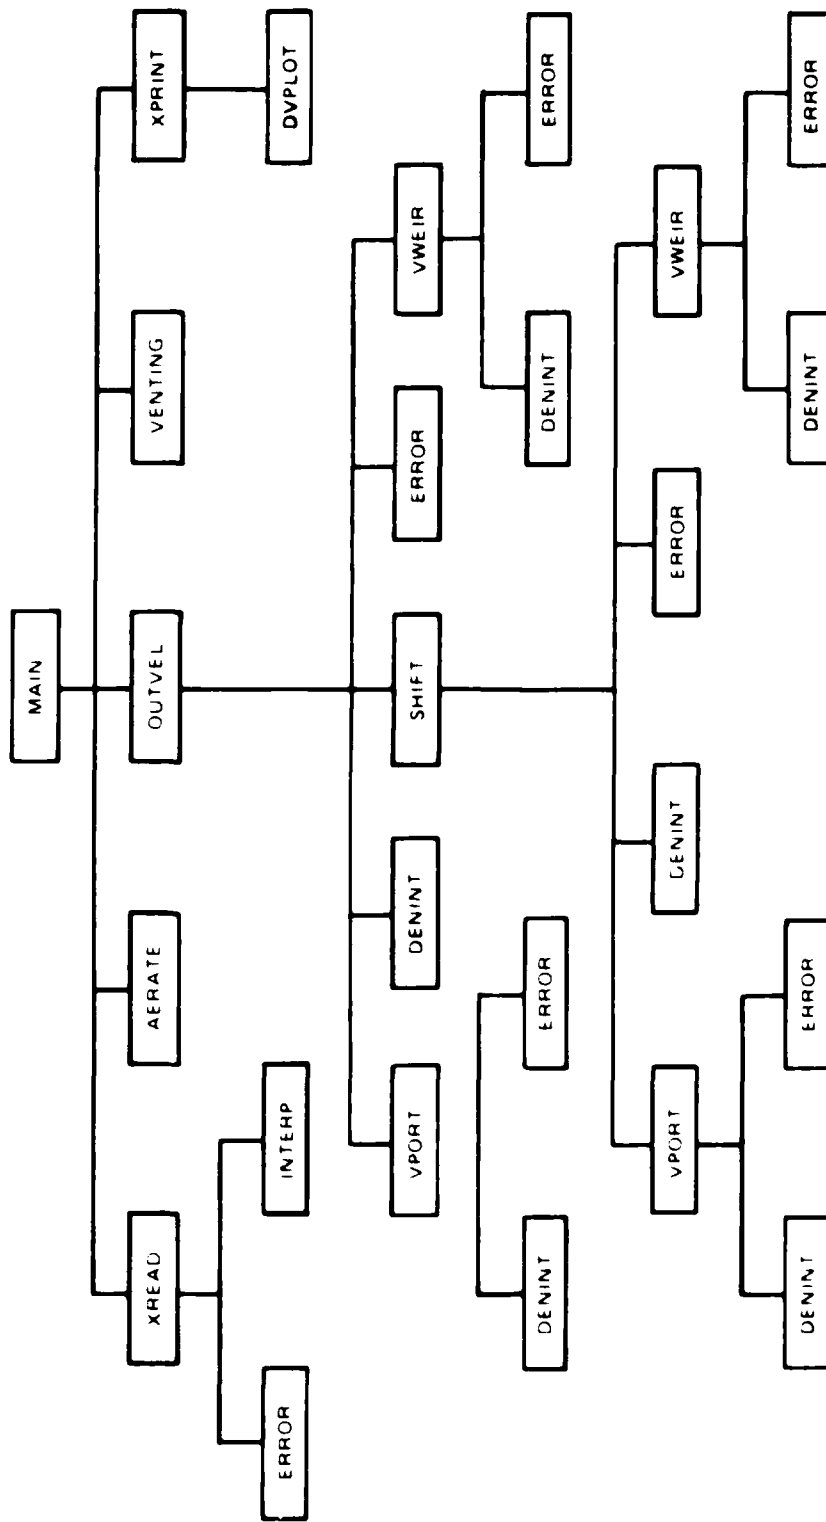 MAIN
XREAD
AERATE
OUTVEL
VENTING
XPRINT
ERROR
INTERP
DVPLOT
VPORT
DENINT
SHIFT
ERROR
VWEIR
DENINT
ERROR
DENINT
ERROR
VPORT
DENINT
ERROR
VWEIR
DENINT
ERROR
DENINT
ERROR